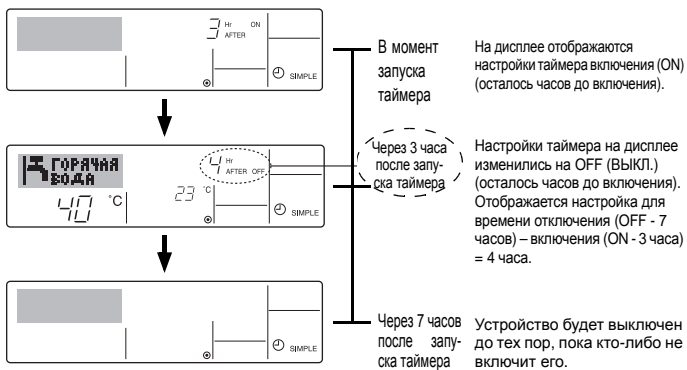 3 Hr ON
AFTER
SIMPLE
В момент
запуска
таймера
На дисплее отображаются
настройки таймера включения (ON)
(осталось часов до включения).
ГОРЯЧАЯ
ВОДА
40 °C
23 °C
4 Hr
AFTER OFF
SIMPLE
Через 3 часа
после запу-
ска таймера
Настройки таймера на дисплее
изменились на OFF (ВЫКЛ.)
(осталось часов до включения).
Отображается настройка для
времени отключения (OFF - 7
часов) – включения (ON - 3 часа)
= 4 часа.
SIMPLE
Через 7 часов
после запу-
ска таймера
Устройство будет выключен
до тех пор, пока кто-либо не
включит его.